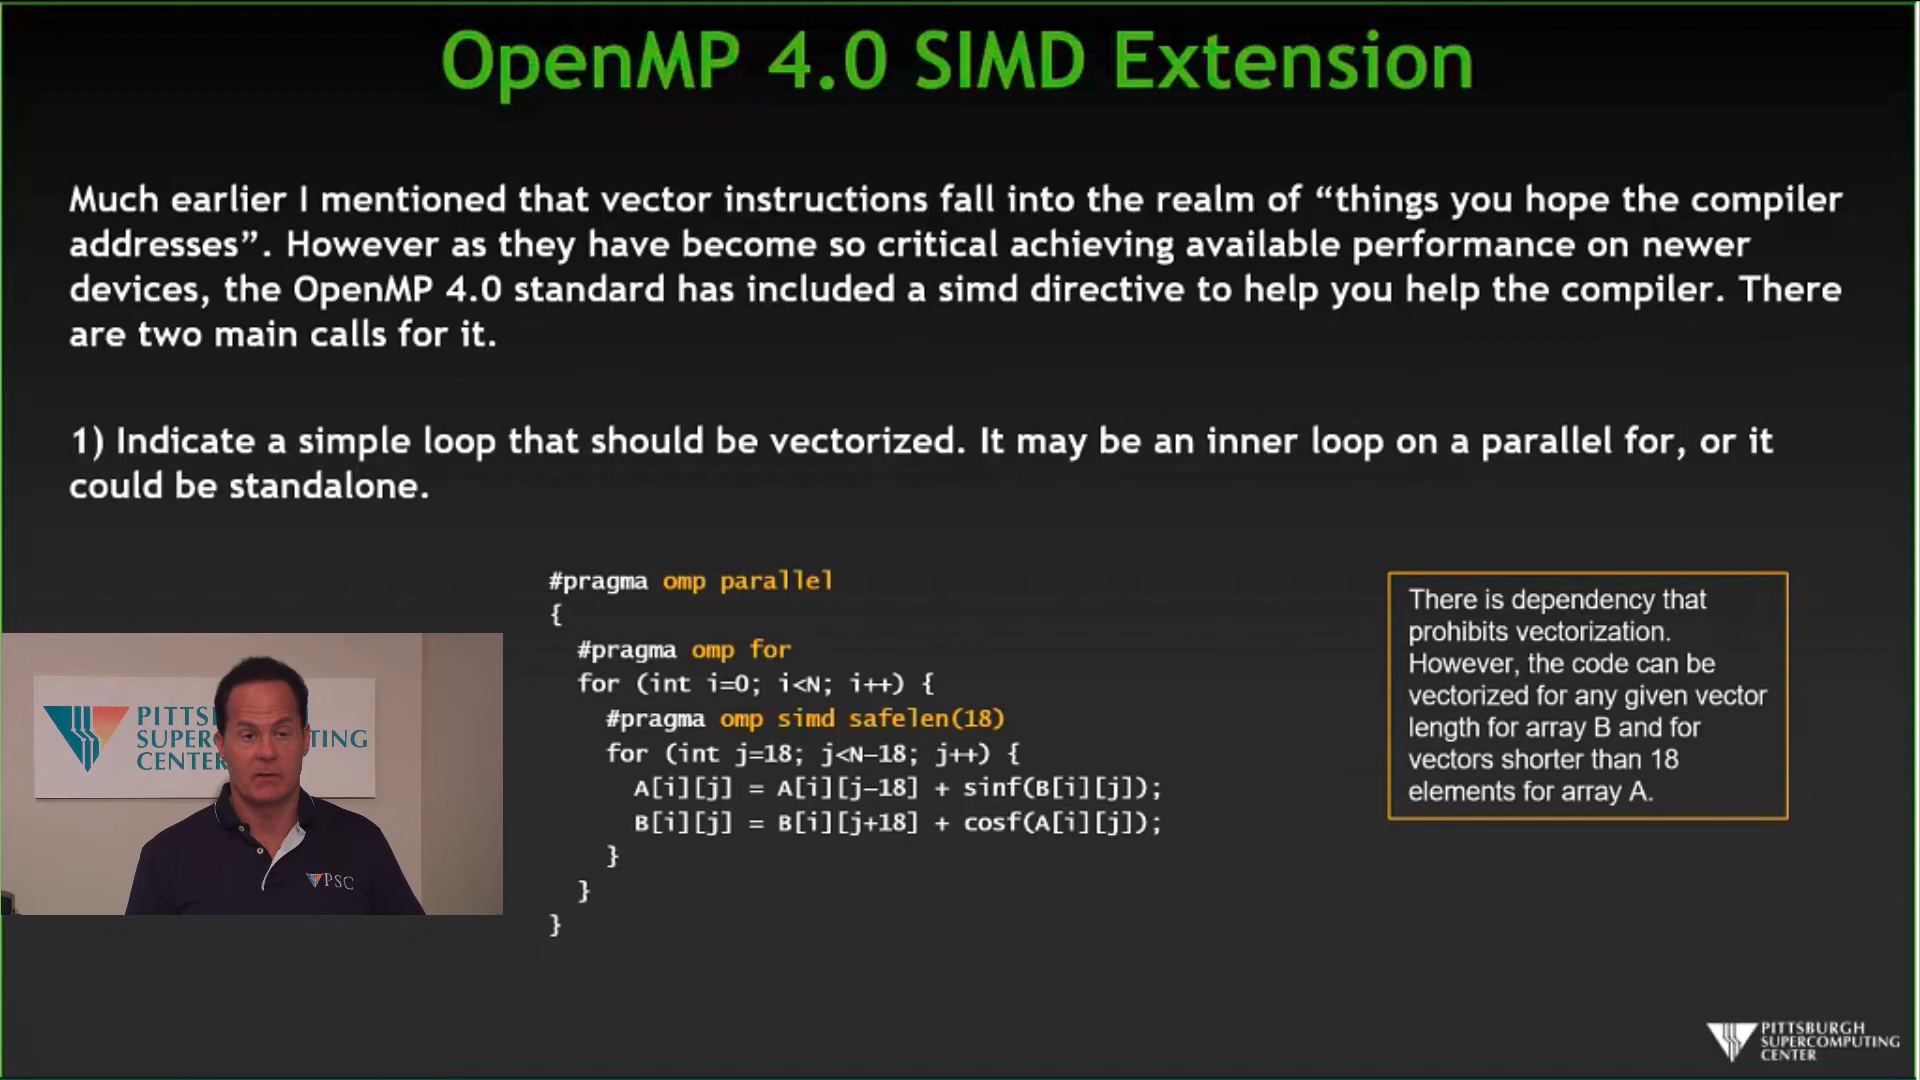 OpenMP 4.0 SIMD Extension
Much earlier I mentioned that vector instructions fall into the realm of “things you hope the compiler
addresses”. However as they have become so critical achieving available performance on newer
devices, the OpenMP 4.0 standard has included a simd directive to help you help the compiler. There
are two main calls for it.
1) Indicate a simple loop that should be vectorized. It may be an inner loop on a parallel for, or it
could be standalone.
#pragma omp parallel
{
#pragma omp for
for (int i=0; i<N; i++) {
#pragma omp simd safelen(18)
for (int j=18; j<N-18; j++) {
A[i][j] = A[i][j-18] + sinf(B[i][j]);
B[i][j] = B[i][j+18] + cosf(A[i][j]);
}
}
}
There is dependency that
prohibits vectorization.
However, the code can be
vectorized for any given vector
length for array B and for
vectors shorter than 18
elements for array A.
PITTS
SUPERC TING
CENTER
PSC
PITTSBURGH
SUPERCOMPUTING
CENTER